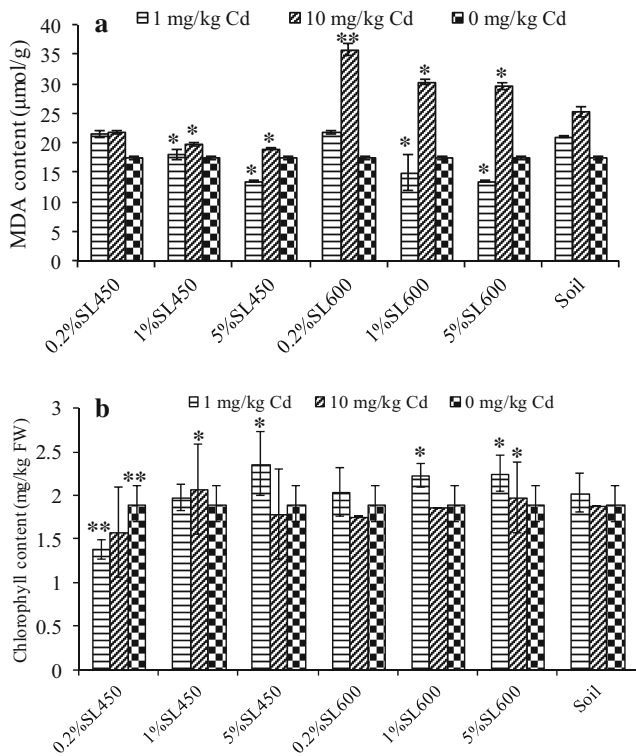 a
1 mg/kg Cd 10 mg/kg Cd 0 mg/kg Cd
MDA content (µmol/g)
40
35
30
25
20
15
10
5
0
* * * * ** * * * *
0.2%SL450 1%SL450 5%SL450 0.2%SL600 1%SL600 5%SL600 Soil
b
1 mg/kg Cd 10 mg/kg Cd 0 mg/kg Cd
Chlorophyll content (mg/kg FW)
3
2.5
2
1.5
1
0.5
0
** ** * * * * *
0.2%SL450 1%SL450 5%SL450 0.2%SL600 1%SL600 5%SL600 Soil